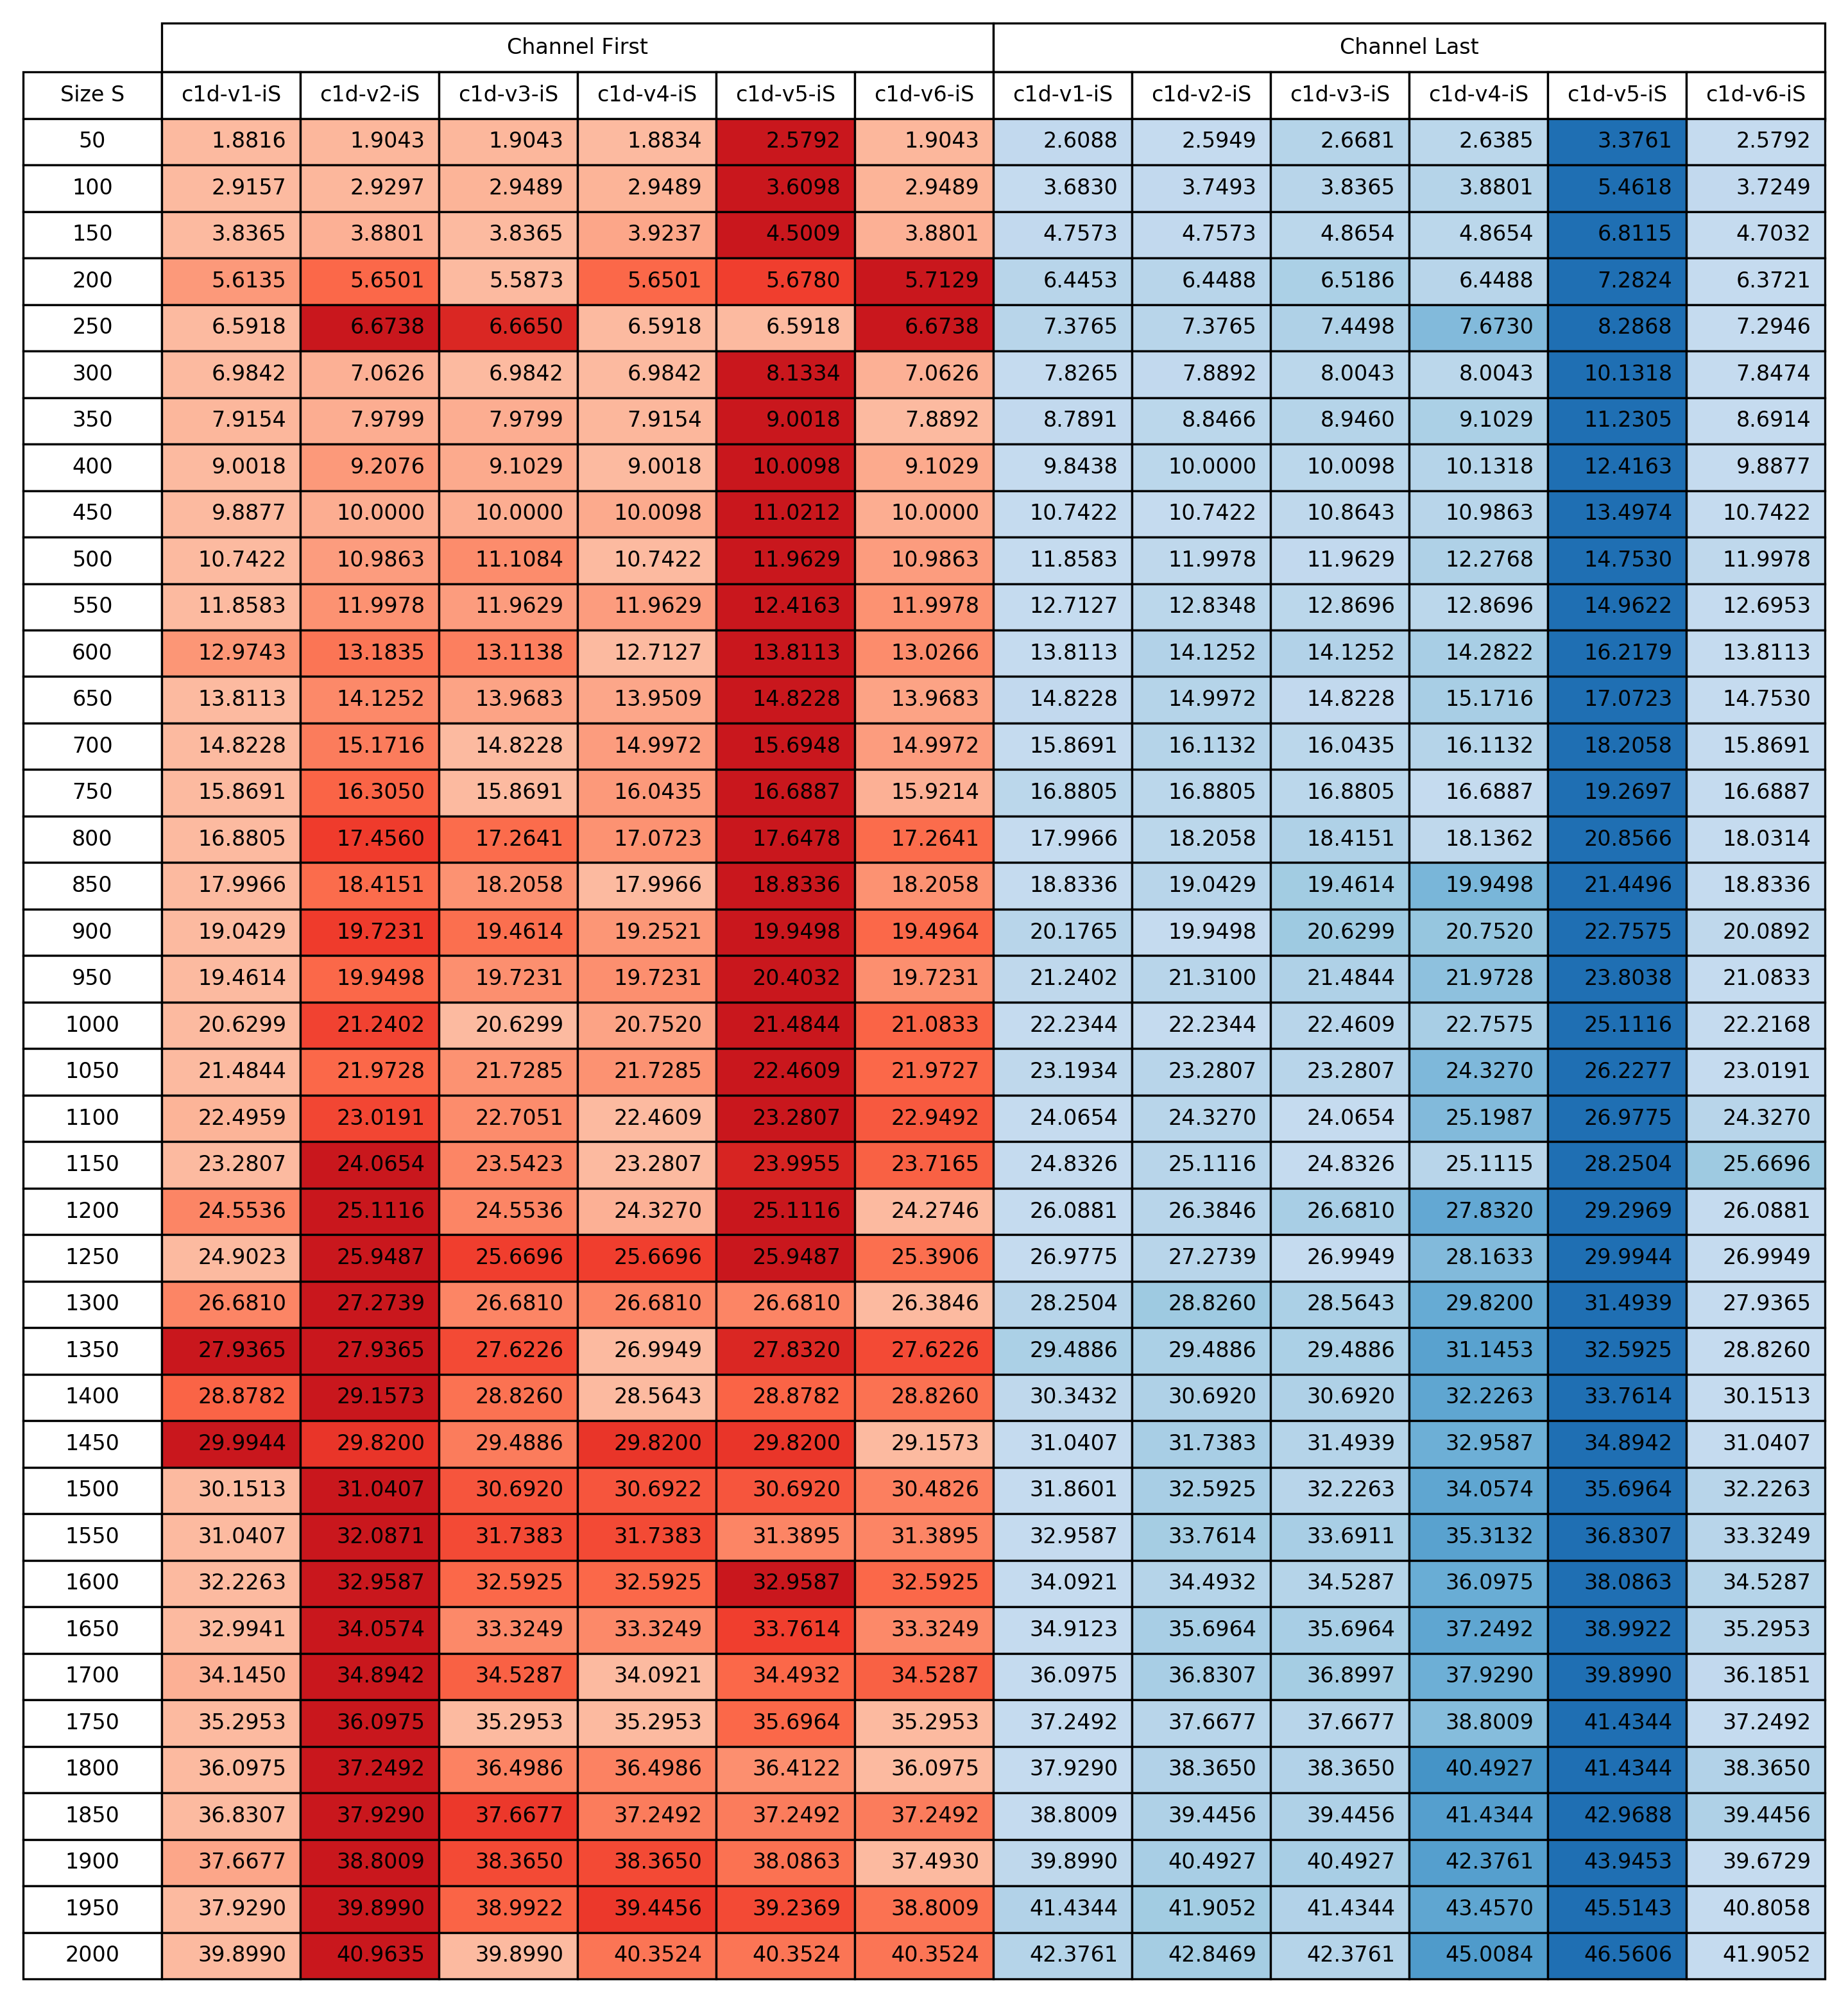 Channel First Channel Last
Size S c1d-v1-iS c1d-v2-iS c1d-v3-iS c1d-v4-iS c1d-v5-iS c1d-v6-iS c1d-v1-iS c1d-v2-iS c1d-v3-iS c1d-v4-iS c1d-v5-iS c1d-v6-iS
50 1.8816 1.9043 1.9043 1.8834 2.5792 1.9043 2.6088 2.5949 2.6681 2.6385 3.3761 2.5792
100 2.9157 2.9297 2.9489 2.9489 3.6098 2.9489 3.6830 3.7493 3.8365 3.8801 5.4618 3.7249
150 3.8365 3.8801 3.8365 3.9237 4.5009 3.8801 4.7573 4.7573 4.8654 4.8654 6.8115 4.7032
200 5.6135 5.6501 5.5873 5.6501 5.6780 5.7129 6.4453 6.4488 6.5186 6.4488 7.2824 6.3721
250 6.5918 6.6738 6.6650 6.5918 6.5918 6.6738 7.3765 7.3765 7.4498 7.6730 8.2868 7.2946
300 6.9842 7.0626 6.9842 6.9842 8.1334 7.0626 7.8265 7.8892 8.0043 8.0043 10.1318 7.8474
350 7.9154 7.9799 7.9799 7.9154 9.0018 7.8892 8.7891 8.8466 8.9460 9.1029 11.2305 8.6914
400 9.0018 9.2076 9.1029 9.0018 10.0098 9.1029 9.8438 10.0000 10.0098 10.1318 12.4163 9.8877
450 9.8877 10.0000 10.0000 10.0098 11.0212 10.0000 10.7422 10.7422 10.8643 10.9863 13.4974 10.7422
500 10.7422 10.9863 11.1084 10.7422 11.9629 10.9863 11.8583 11.9978 11.9629 12.2768 14.7530 11.9978
550 11.8583 11.9978 11.9629 11.9629 12.4163 11.9978 12.7127 12.8348 12.8696 12.8696 14.9622 12.6953
600 12.9743 13.1835 13.1138 12.7127 13.8113 13.0266 13.8113 14.1252 14.1252 14.2822 16.2179 13.8113
650 13.8113 14.1252 13.9683 13.9509 14.8228 13.9683 14.8228 14.9972 14.8228 15.1716 17.0723 14.7530
700 14.8228 15.1716 14.8228 14.9972 15.6948 14.9972 15.8691 16.1132 16.0435 16.1132 18.2058 15.8691
750 15.8691 16.3050 15.8691 16.0435 16.6887 15.9214 16.8805 16.8805 16.8805 16.6887 19.2697 16.6887
800 16.8805 17.4560 17.2641 17.0723 17.6478 17.2641 17.9966 18.2058 18.4151 18.1362 20.8566 18.0314
850 17.9966 18.4151 18.2058 17.9966 18.8336 18.2058 18.8336 19.0429 19.4614 19.9498 21.4496 18.8336
900 19.0429 19.7231 19.4614 19.2521 19.9498 19.4964 20.1765 19.9498 20.6299 20.7520 22.7575 20.0892
950 19.4614 19.9498 19.7231 19.7231 20.4032 19.7231 21.2402 21.3100 21.4844 21.9728 23.8038 21.0833
1000 20.6299 21.2402 20.6299 20.7520 21.4844 21.0833 22.2344 22.2344 22.4609 22.7575 25.1116 22.2168
1050 21.4844 21.9728 21.7285 21.7285 22.4609 21.9727 23.1934 23.2807 23.2807 24.3270 26.2277 23.0191
1100 22.4959 23.0191 22.7051 22.4609 23.2807 22.9492 24.0654 24.3270 24.0654 25.1987 26.9775 24.3270
1150 23.2807 24.0654 23.5423 23.2807 23.9955 23.7165 24.8326 25.1116 24.8326 25.1115 28.2504 25.6696
1200 24.5536 25.1116 24.5536 24.3270 25.1116 24.2746 26.0881 26.3846 26.6810 27.8320 29.2969 26.0881
1250 24.9023 25.9487 25.6696 25.6696 25.9487 25.3906 26.9775 27.2739 26.9949 28.1633 29.9944 26.9949
1300 26.6810 27.2739 26.6810 26.6810 26.6810 26.3846 28.2504 28.8260 28.5643 29.8200 31.4939 27.9365
1350 27.9365 27.9365 27.6226 26.9949 27.8320 27.6226 29.4886 29.4886 29.4886 31.1453 32.5925 28.8260
1400 28.8782 29.1573 28.8260 28.5643 28.8782 28.8260 30.3432 30.6920 30.6920 32.2263 33.7614 30.1513
1450 29.9944 29.8200 29.4886 29.8200 29.8200 29.1573 31.0407 31.7383 31.4939 32.9587 34.8942 31.0407
1500 30.1513 31.0407 30.6920 30.6922 30.6920 30.4826 31.8601 32.5925 32.2263 34.0574 35.6964 32.2263
1550 31.0407 32.0871 31.7383 31.7383 31.3895 31.3895 32.9587 33.7614 33.6911 35.3132 36.8307 33.3249
1600 32.2263 32.9587 32.5925 32.5925 32.9587 32.5925 34.0921 34.4932 34.5287 36.0975 38.0863 34.5287
1650 32.9941 34.0574 33.3249 33.3249 33.7614 33.3249 34.9123 35.6964 35.6964 37.2492 38.9922 35.2953
1700 34.1450 34.8942 34.5287 34.0921 34.4932 34.5287 36.0975 36.8307 36.8997 37.9290 39.8990 36.1851
1750 35.2953 36.0975 35.2953 35.2953 35.6964 35.2953 37.2492 37.6677 37.6677 38.8009 41.4344 37.2492
1800 36.0975 37.2492 36.4986 36.4986 36.4122 36.0975 37.9290 38.3650 38.3650 40.4927 41.4344 38.3650
1850 36.8307 37.9290 37.6677 37.2492 37.2492 37.2492 38.8009 39.4456 39.4456 41.4344 42.9688 39.4456
1900 37.6677 38.8009 38.3650 38.3650 38.0863 37.4930 39.8990 40.4927 40.4927 42.3761 43.9453 39.6729
1950 37.9290 39.8990 38.9922 39.4456 39.2369 38.8009 41.4344 41.9052 41.4344 43.4570 45.5143 40.8058
2000 39.8990 40.9635 39.8990 40.3524 40.3524 40.3524 42.3761 42.8469 42.3761 45.0084 46.5606 41.9052